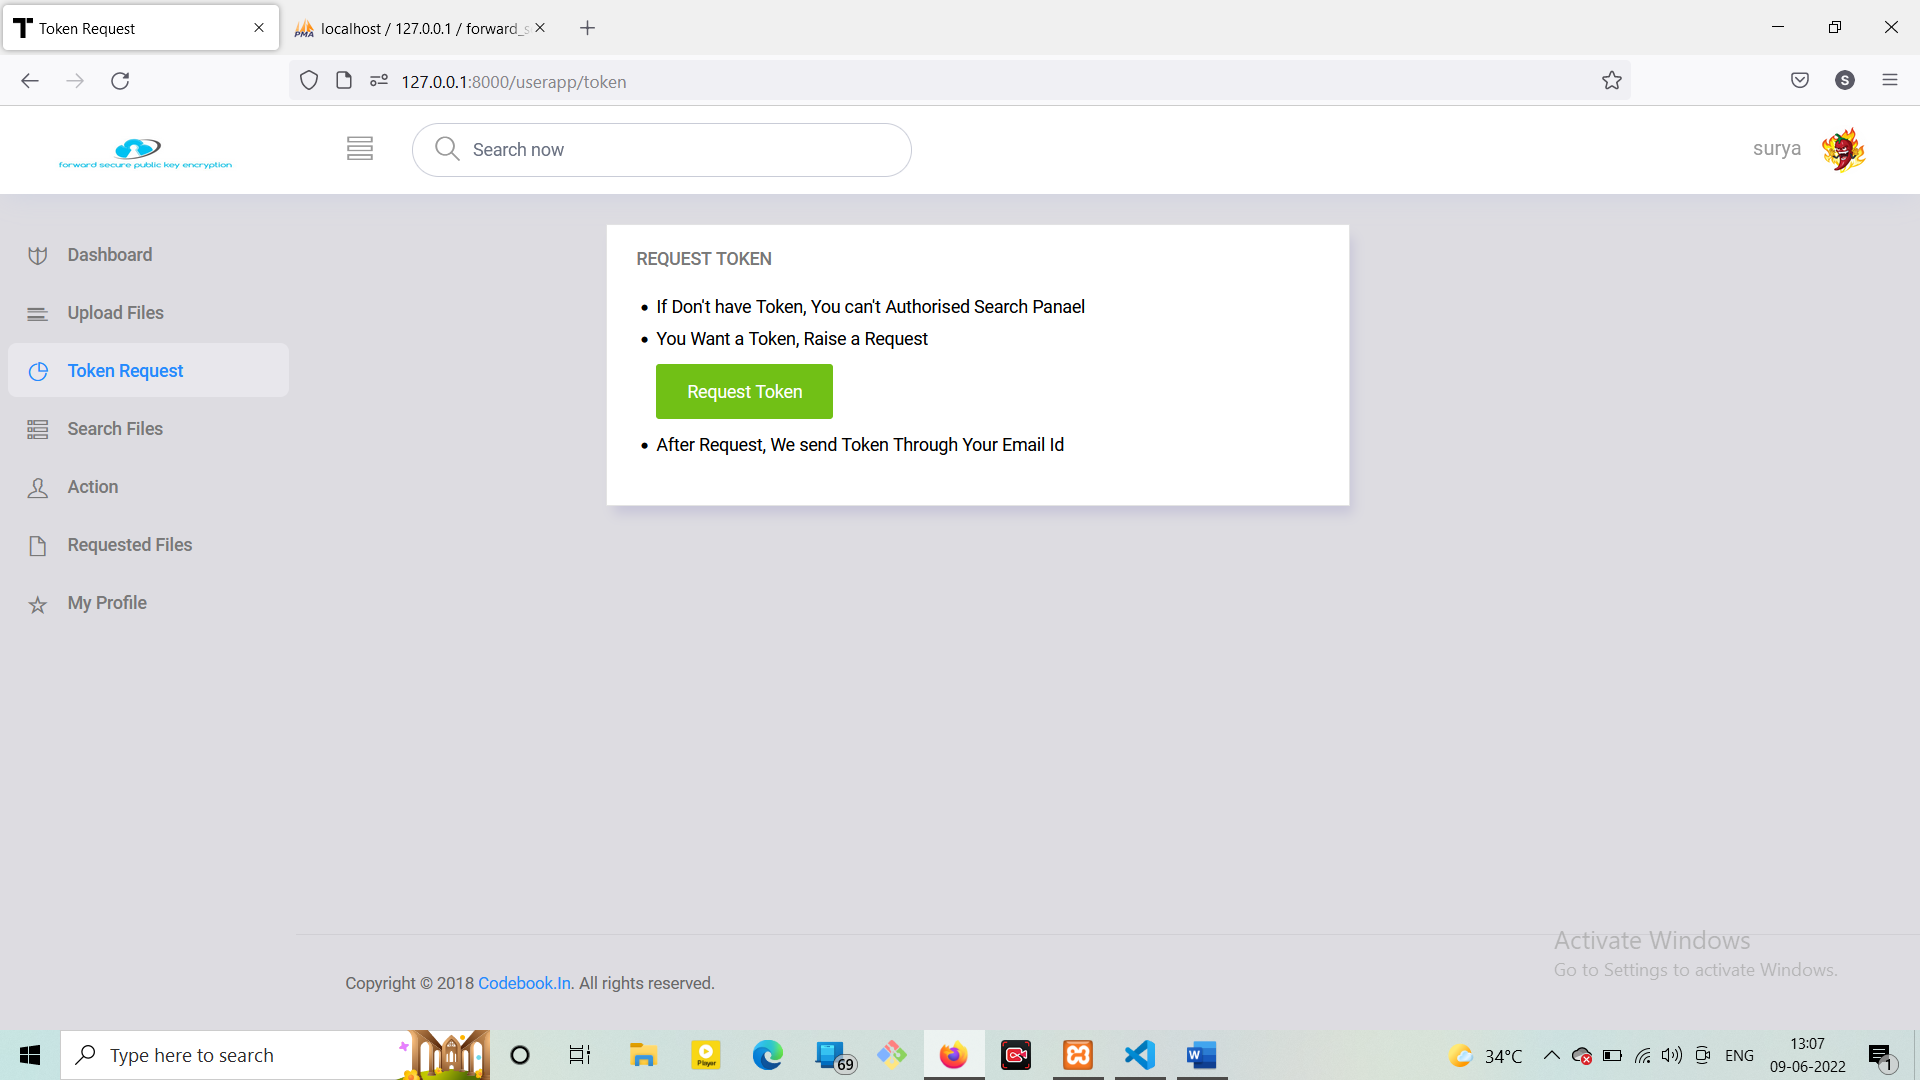 Token Request
localhost / 127.0.0.1 / forward_s
127.0.0.1:8000/userapp/token
S
forward secure public key encryption
Search now
surya
Dashboard
Upload Files
Token Request
Search Files
Action
Requested Files
My Profile
REQUEST TOKEN
If Don't have Token, You can't Authorised Search Panael
You Want a Token, Raise a Request
Request Token
After Request, We send Token Through Your Email Id
Activate Windows
Go to Settings to activate Windows.
Copyright © 2018 Codebook.In. All rights reserved.
Type here to search
Player
69
W
34°C
ENG
13:07
09-06-2022
1